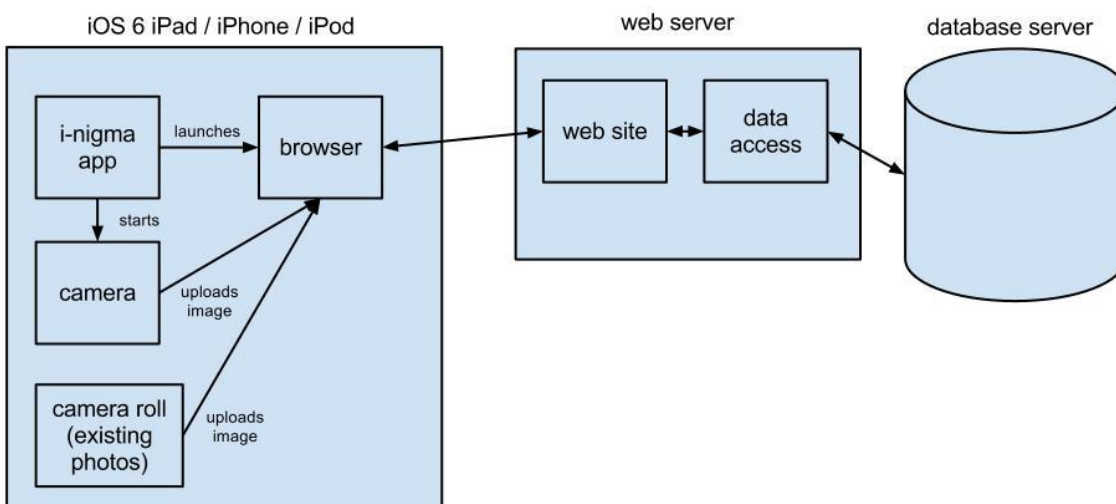 iOS 6 iPad / iPhone / iPod
web server
database server
i-nigma
app
launches
browser
web site
data
access
starts
camera
uploads
image
camera roll
(existing
photos)
uploads
image